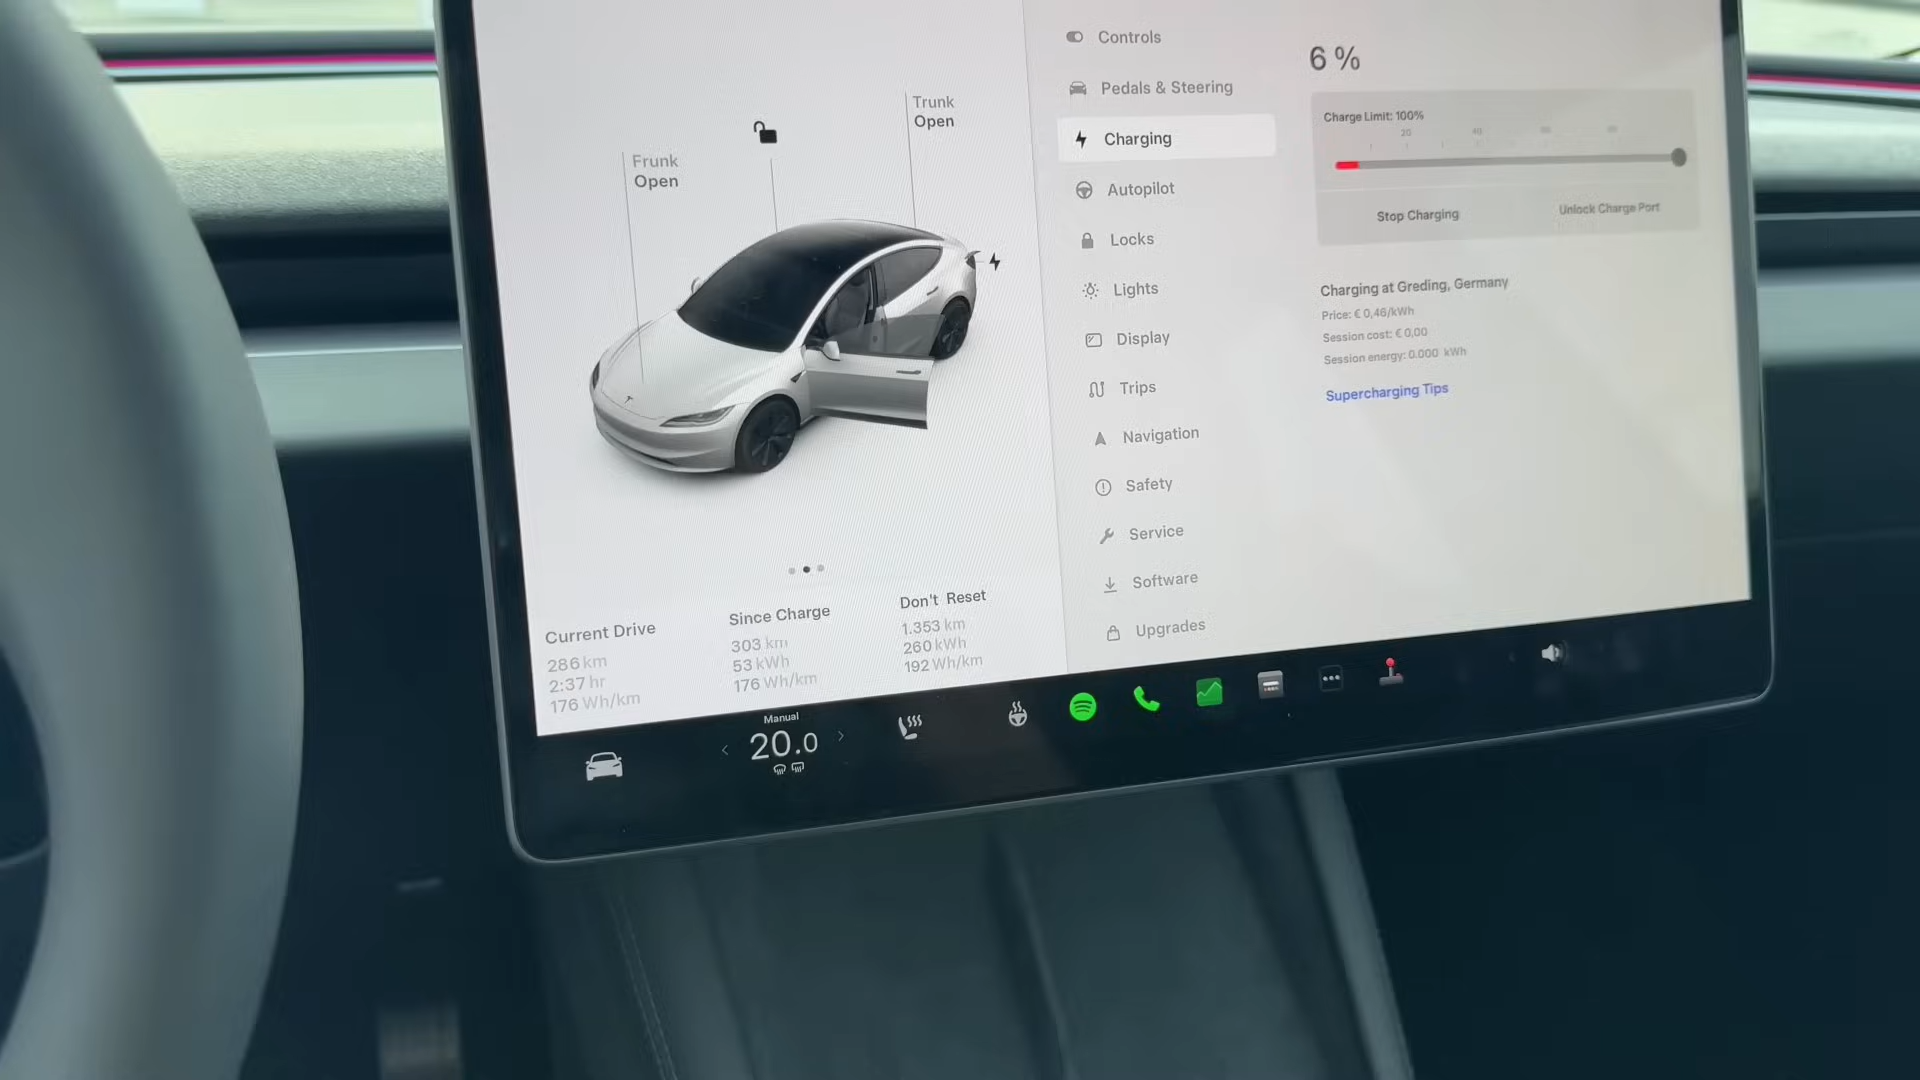 Trunk
Open
Frunk
Open
Current Drive
286 km
2:37 hr
176 Wh/km
Since Charge
303 km
53 kWh
176 Wh/km
Don't Reset
1.353 km
260 kWh
192 Wh/km
Controls
Pedals & Steering
Charging
Autopilot
Locks
Lights
Display
Trips
Navigation
Safety
Service
Software
Upgrades
6 %
Charge Limit: 100%
20 40
Stop Charging
Unlock Charge Port
Charging at Greding, Germany
Price: € 0,46/kWh
Session cost: € 0,00
Session energy: 0.000 kWh
Supercharging Tips
Manual
20.0